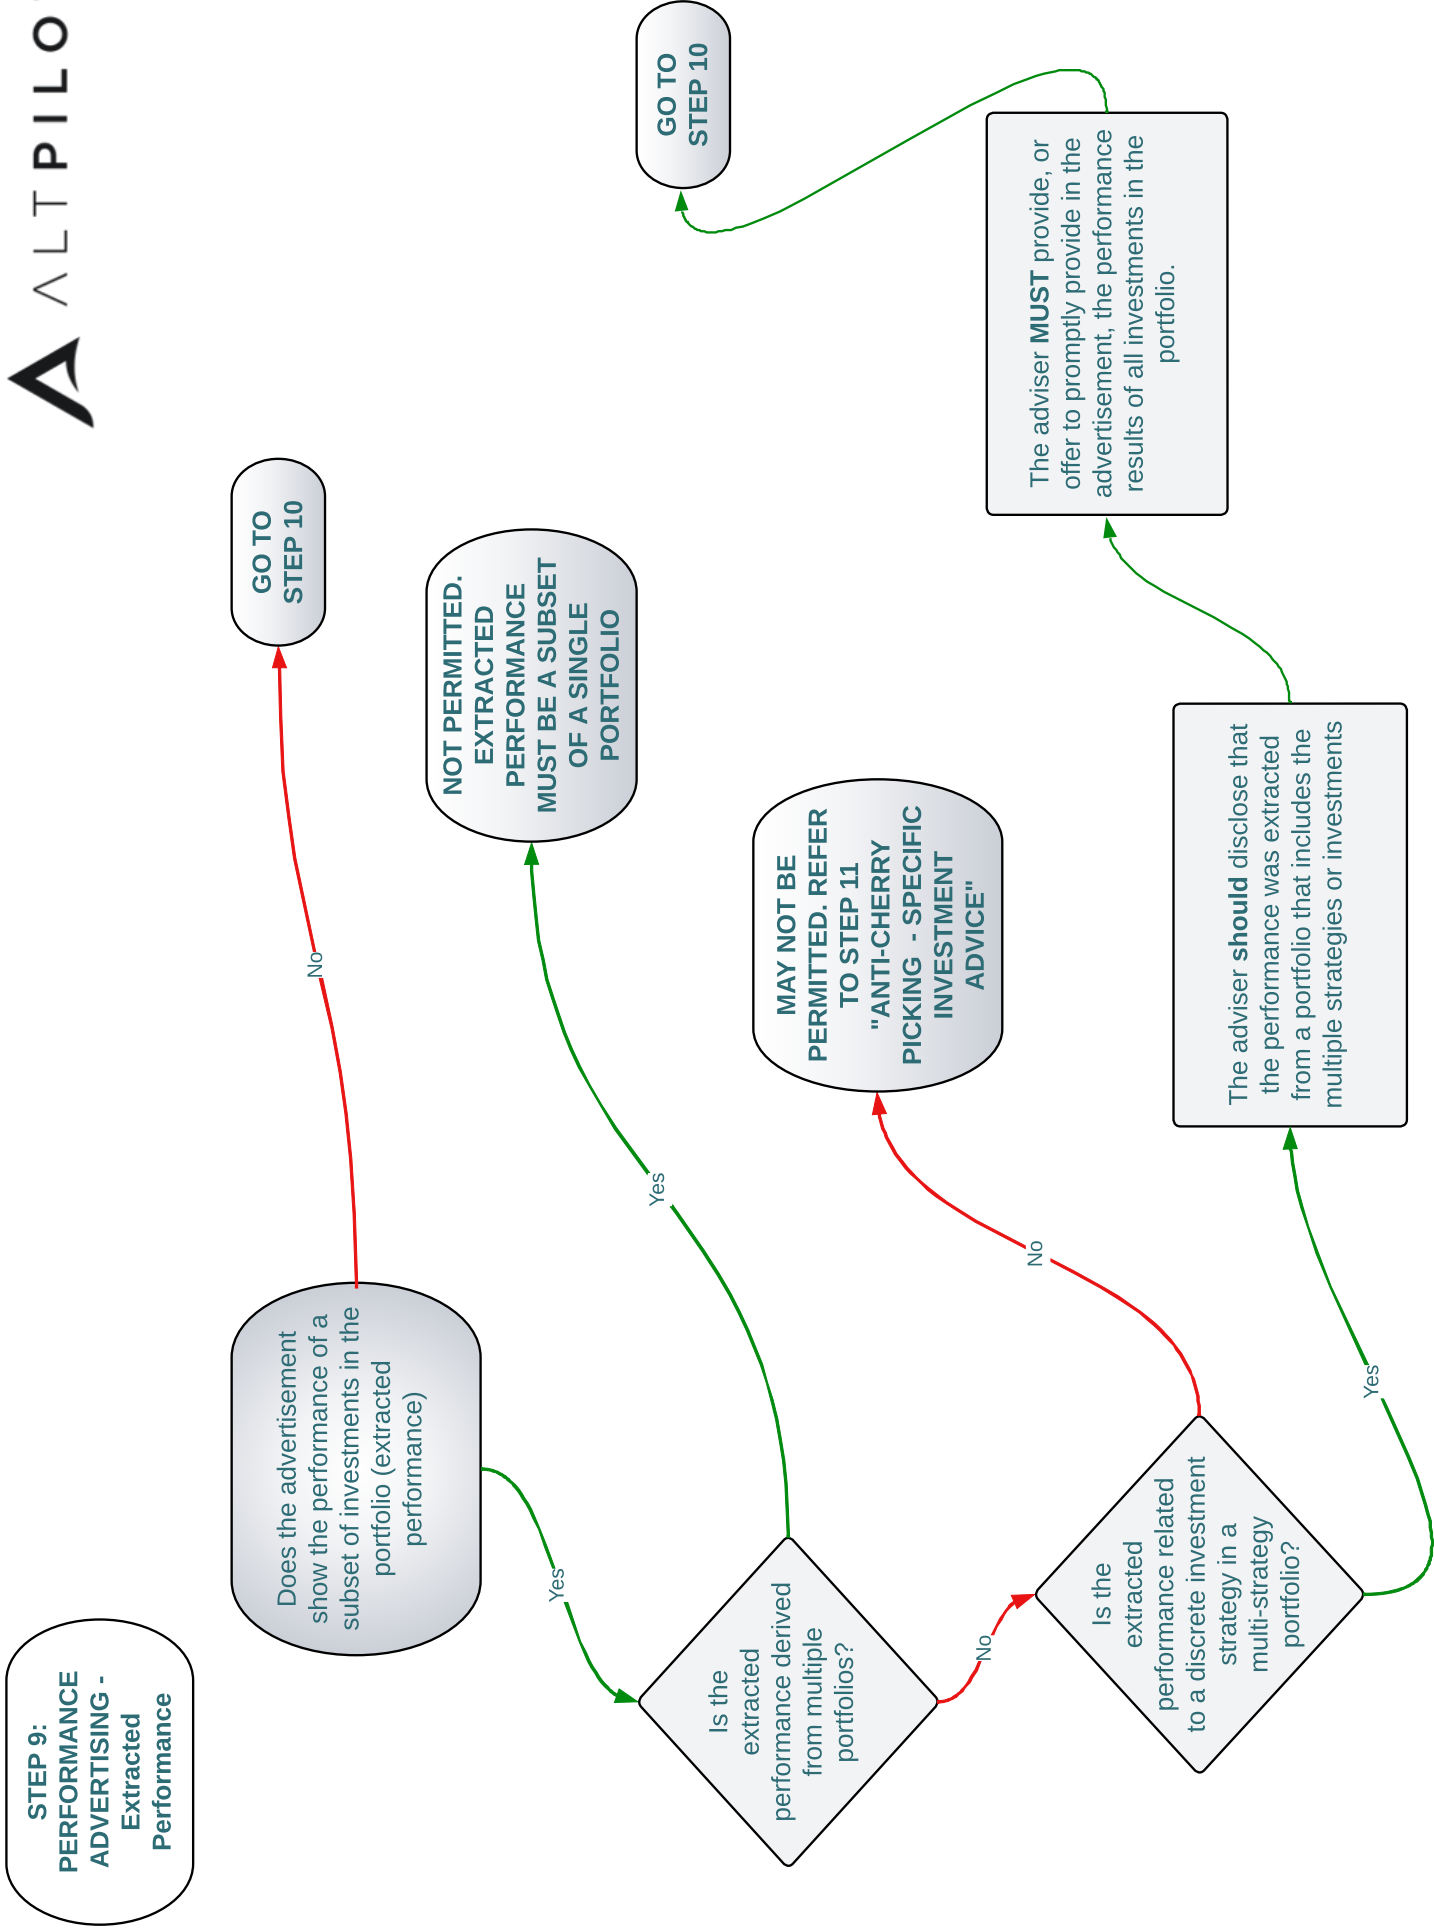 STEP 9:
PERFORMANCE
ADVERTISING -
Extracted
Performance
ALTPILO
Does the advertisement
show the performance of a
subset of investments in the
portfolio (extracted
performance)
No
GO TO
STEP 10
Yes
Is the
extracted
performance derived
from multiple
portfolios?
Yes
NOT PERMITTED.
EXTRACTED
PERFORMANCE
MUST BE A SUBSET
OF A SINGLE
PORTFOLIO
No
Is the
extracted
performance related
to a discrete investment
strategy in a
multi-strategy
portfolio?
No
MAY NOT BE
PERMITTED. REFER
TO STEP 11
"ANTI-CHERRY
PICKING - SPECIFIC
INVESTMENT
ADVICE"
Yes
The adviser should disclose that
the performance was extracted
from a portfolio that includes the
multiple strategies or investments
The adviser MUST provide, or
offer to promptly provide in the
advertisement, the performance
results of all investments in the
portfolio.
GO TO
STEP 10